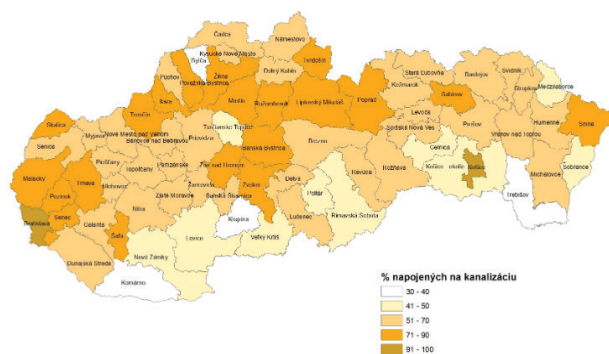 Čadca
Námestovo
Kysucké Nové Mesto
Bytča
Tvrdošín
Žilina
Dolný Kubín
Púchov
Považská Bystrica
Stará Ľubovňa
Bardejov
Svidník
Medzilaborce
Kežmarok
Stropkov
Ilava
Martin
Ružomberok
Liptovský Mikuláš
Poprad
Sabinov
Trenčín
Levoča
Prešov
Humenné
Snina
Skalica
Turčianske Teplice
Spišská Nová Ves
Vranov nad Topľou
Myjava
Nové Mesto nad Váhom
Bánovce nad Bebravou
Prievidza
Banská Bystrica
Brezno
Gelnica
Senica
Košice - okolie
Košice
Sobrance
Piešťany
Topoľčany
Partizánske
Žiar nad Hronom
Rožňava
Michalovce
Malacky
Trnava
Hlohovec
Žarnovica
Zvolen
Detva
Revúca
Trebišov
Pezinok
Zlaté Moravce
Banská Štiavnica
Poltár
Nitra
Krupina
Rimavská Sobota
Bratislava
Senec
Galanta
Šaľa
Levice
Veľký Krtíš
Lučenec
Nové Zámky
Dunajská Streda
Komárno
% napojených na kanalizáciu
30 - 40
41 - 50
51 - 70
71 - 90
91 - 100